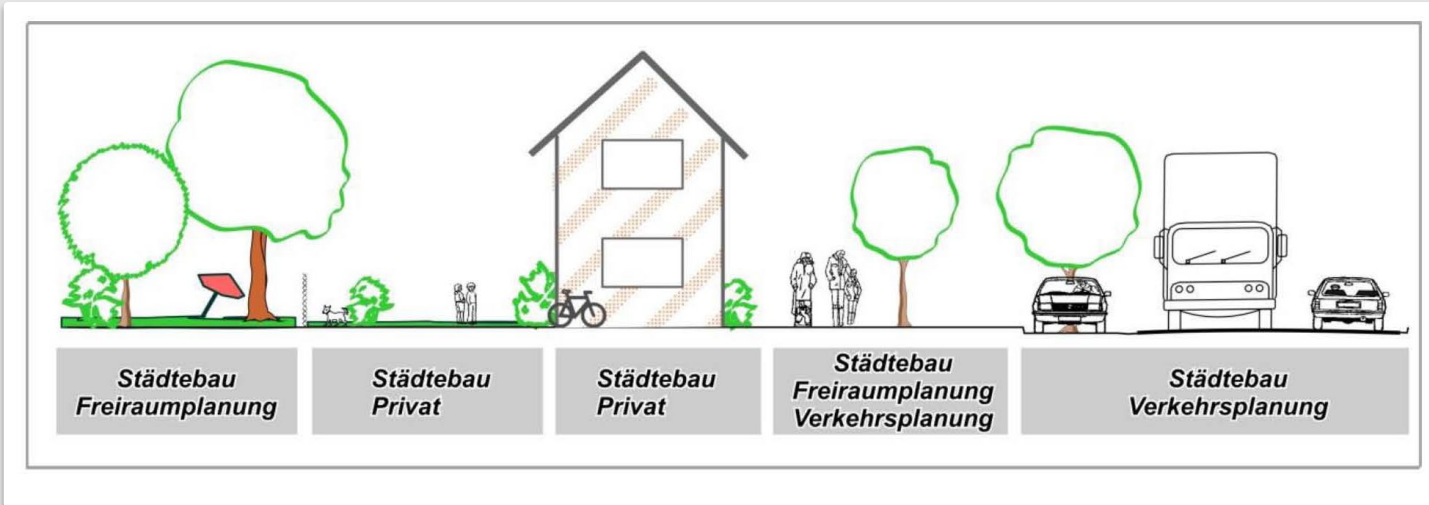 Städtebau
Freiraumplanung
Städtebau
Privat
Städtebau
Privat
Städtebau
Freiraumplanung
Verkehrsplanung
Städtebau
Verkehrsplanung